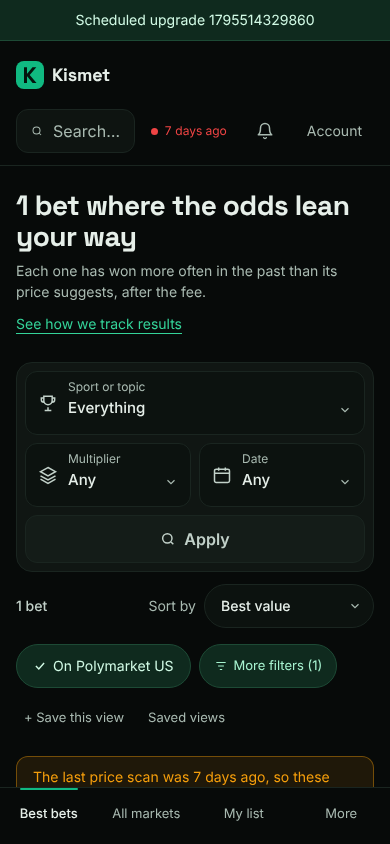 Scheduled upgrade 1795514329860
Kismet
Search...
7 days ago
Account
1 bet where the odds lean
your way
Each one has won more often in the past than its
price suggests, after the fee.
See how we track results
Sport or topic
Everything
Multiplier
Any
Date
Any
Apply
1 bet
Sort by
Best value
On Polymarket US
More filters (1)
+ Save this view
Saved views
The last price scan was 7 days ago, so these
Best bets
All markets
My list
More